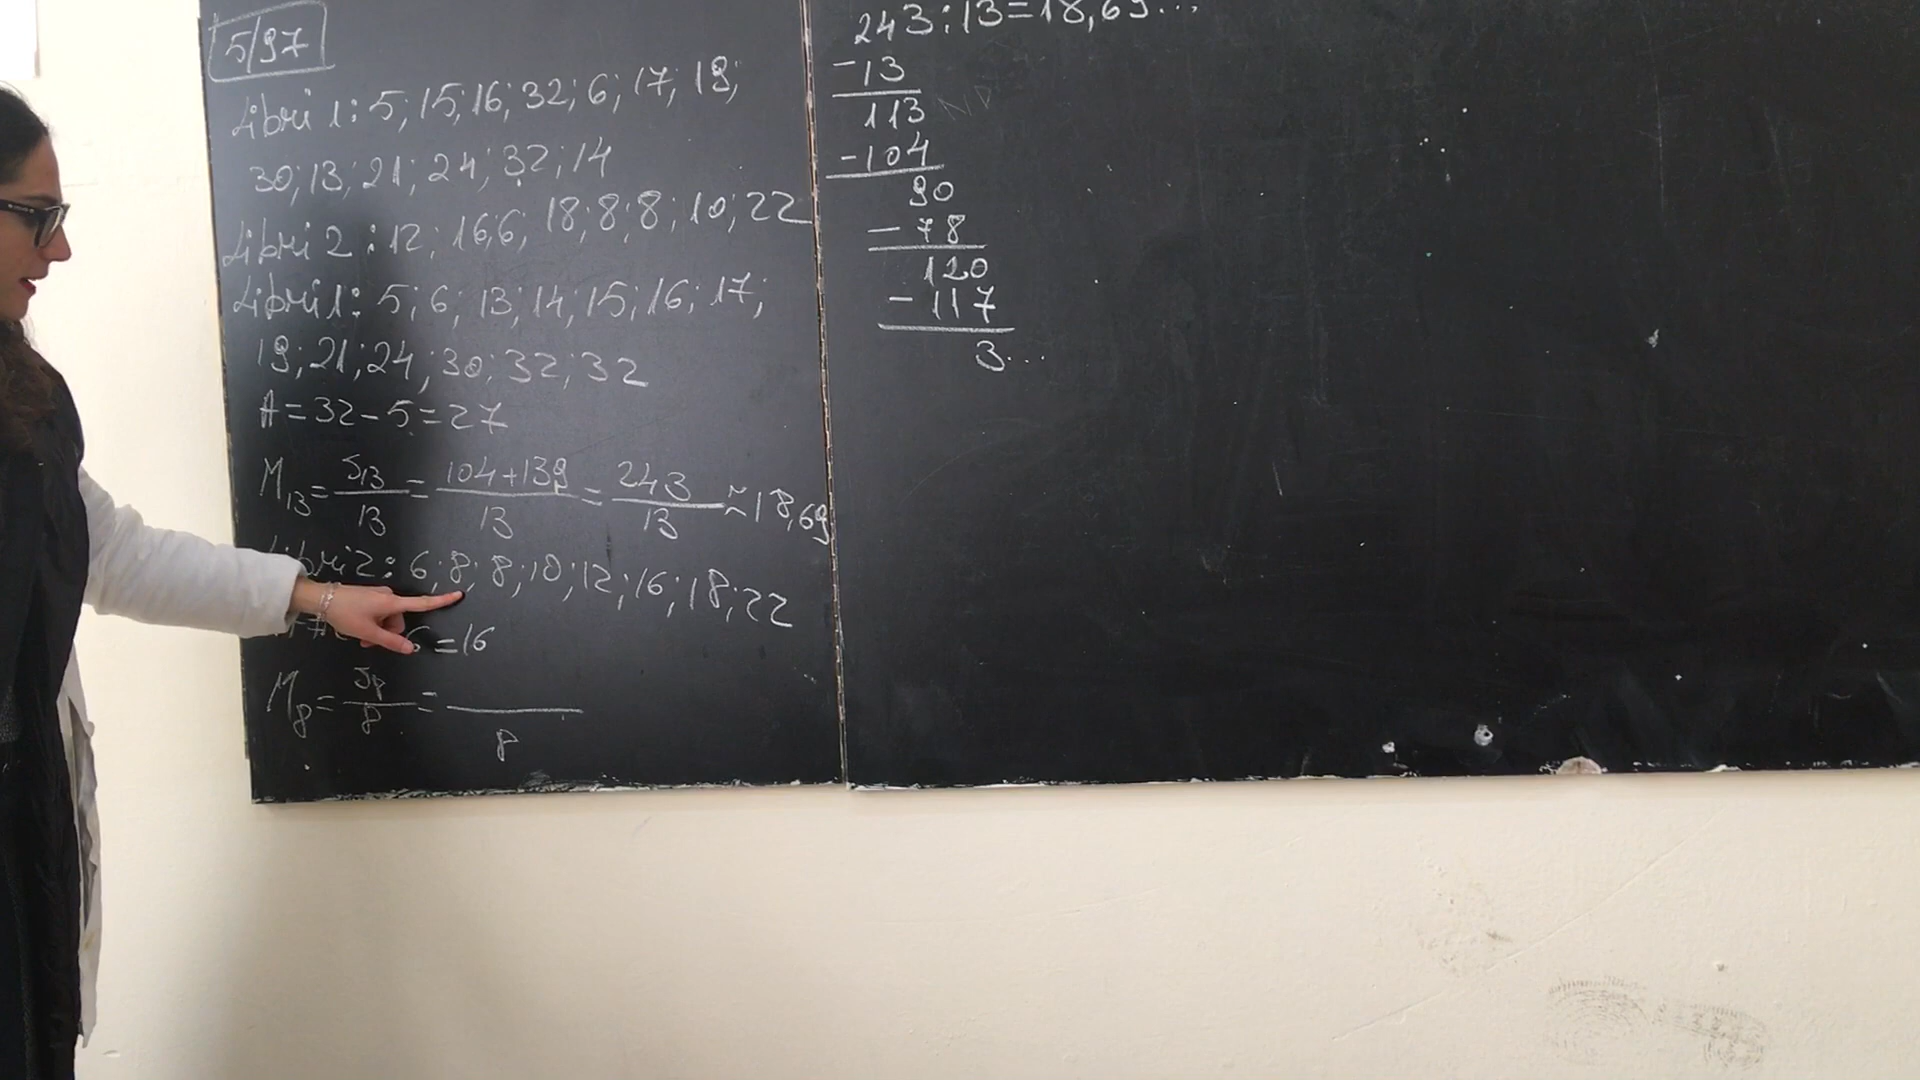 5/97
Libri 1: 5; 15; 16; 32; 6; 17; 19;
30; 13; 21; 24; 32; 14
Libri 2: 12; 16; 6; 18; 8; 8; 10; 22
Libri 1: 5; 6; 13; 14; 15; 16; 17;
19; 21; 24; 30; 32; 32
A = 32 - 5 = 27
M13 = S13/13 = 104+139/13 = 243/13 ≈ 18,69
Libri 2: 6; 8; 8; 10; 12; 16; 18; 22
6 = 16
M8 = S8/8 = /8
243 : 13 = 18,69...
-13
113
-104
90
-78
120
-117
3...